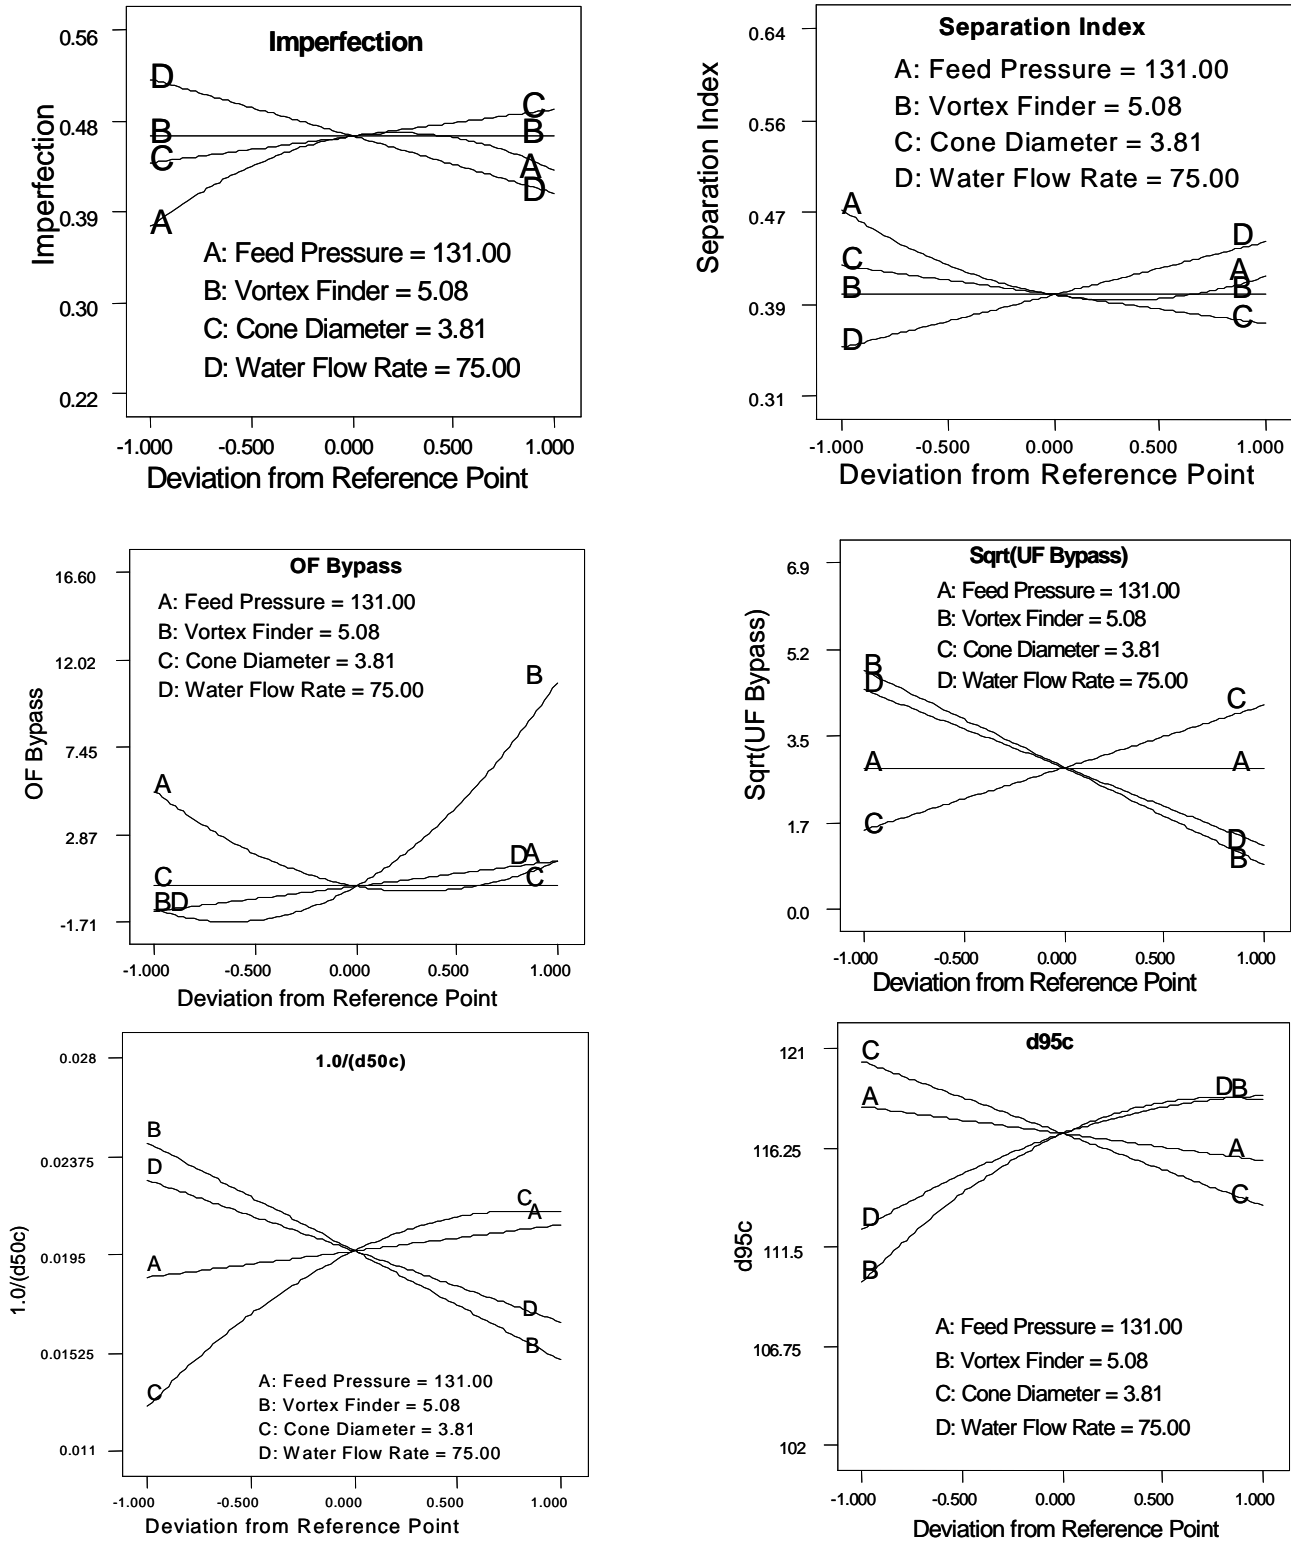 Imperfection
Imperfection
0.56
0.48
0.39
0.30
0.22
D
B
C
A
C
B
A
D
A: Feed Pressure = 131.00
B: Vortex Finder = 5.08
C: Cone Diameter = 3.81
D: Water Flow Rate = 75.00
-1.000 -0.500 0.000 0.500 1.000
Deviation from Reference Point
Separation Index
Separation Index
0.64
0.56
0.47
0.39
0.31
A: Feed Pressure = 131.00
B: Vortex Finder = 5.08
C: Cone Diameter = 3.81
D: Water Flow Rate = 75.00
A
C
B
D
D
A
B
C
-1.000 -0.500 0.000 0.500 1.000
Deviation from Reference Point
OF Bypass
OF Bypass
16.60
12.02
7.45
2.87
-1.71
A: Feed Pressure = 131.00
B: Vortex Finder = 5.08
C: Cone Diameter = 3.81
D: Water Flow Rate = 75.00
B
A
DA
C
C
BD
-1.000 -0.500 0.000 0.500 1.000
Deviation from Reference Point
Sqrt(UF Bypass)
Sqrt(UF Bypass)
6.9
5.2
3.5
1.7
0.0
A: Feed Pressure = 131.00
B: Vortex Finder = 5.08
C: Cone Diameter = 3.81
D: Water Flow Rate = 75.00
B
D
A
C
C
A
D
B
-1.000 -0.500 0.000 0.500 1.000
Deviation from Reference Point
1.0/(d50c)
1.0/(d50c)
0.028
0.02375
0.0195
0.01525
0.011
B
D
A
C
C
A
D
B
A: Feed Pressure = 131.00
B: Vortex Finder = 5.08
C: Cone Diameter = 3.81
D: Water Flow Rate = 75.00
-1.000 -0.500 0.000 0.500 1.000
Deviation from Reference Point
d95c
d95c
121
116.25
111.5
106.75
102
C
A
D
B
DB
A
C
A: Feed Pressure = 131.00
B: Vortex Finder = 5.08
C: Cone Diameter = 3.81
D: Water Flow Rate = 75.00
-1.000 -0.500 0.000 0.500 1.000
Deviation from Reference Point